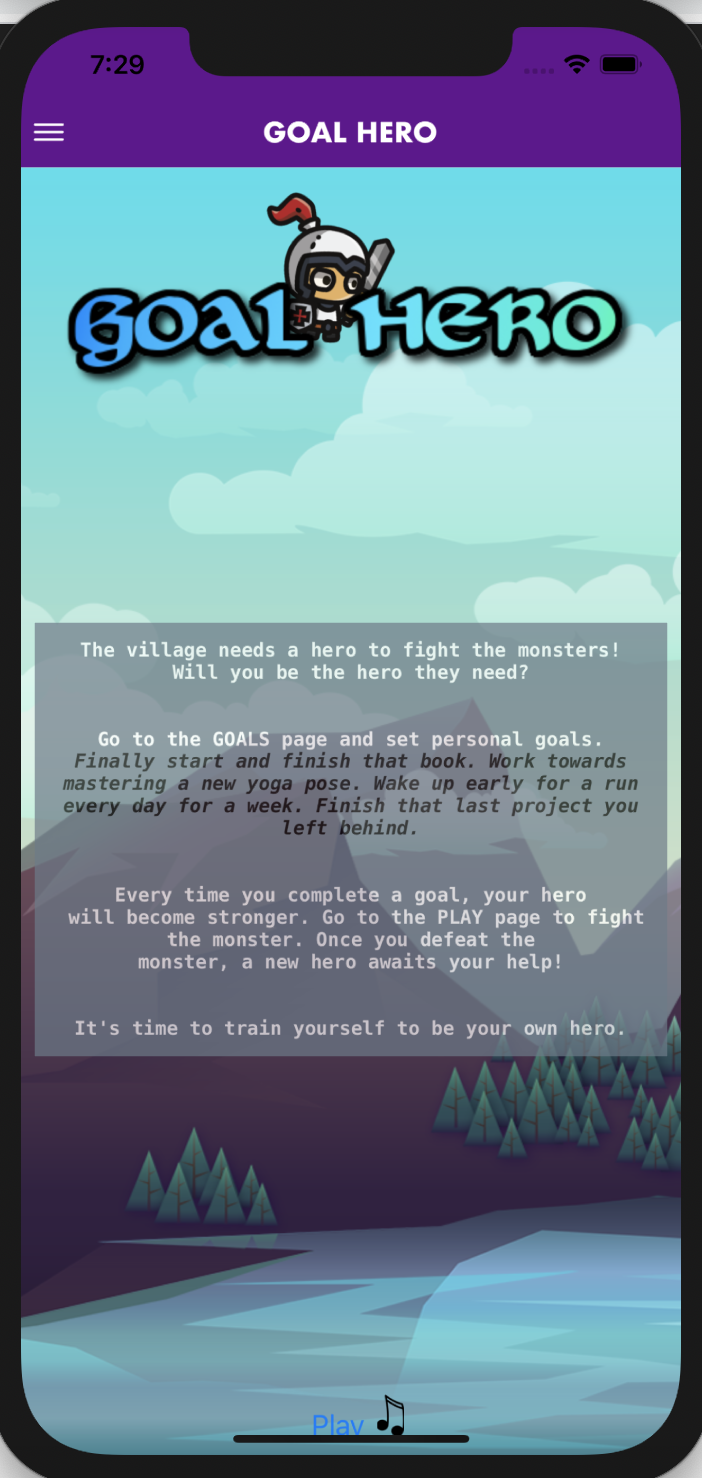 7:29
GOAL HERO
GOAL HERO
The village needs a hero to fight the monsters!
Will you be the hero they need?
Go to the GOALS page and set personal goals.
Finally start and finish that book. Work towards
mastering a new yoga pose. Wake up early for a run
every day for a week. Finish that last project you
left behind.
Every time you complete a goal, your hero
will become stronger. Go to the PLAY page to fight
the monster. Once you defeat the
monster, a new hero awaits your help!
It's time to train yourself to be your own hero.
Play